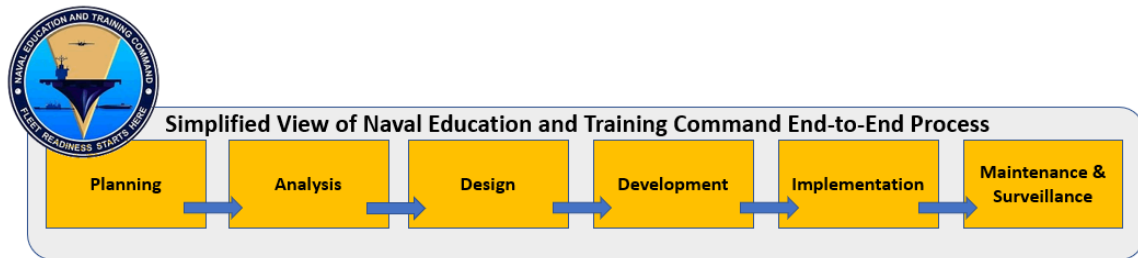 NAVAL EDUCATION AND TRAINING COMMAND
FLEET READINESS STARTS HERE
Simplified View of Naval Education and Training Command End-to-End Process
Planning
Analysis
Design
Development
Implementation
Maintenance &
Surveillance